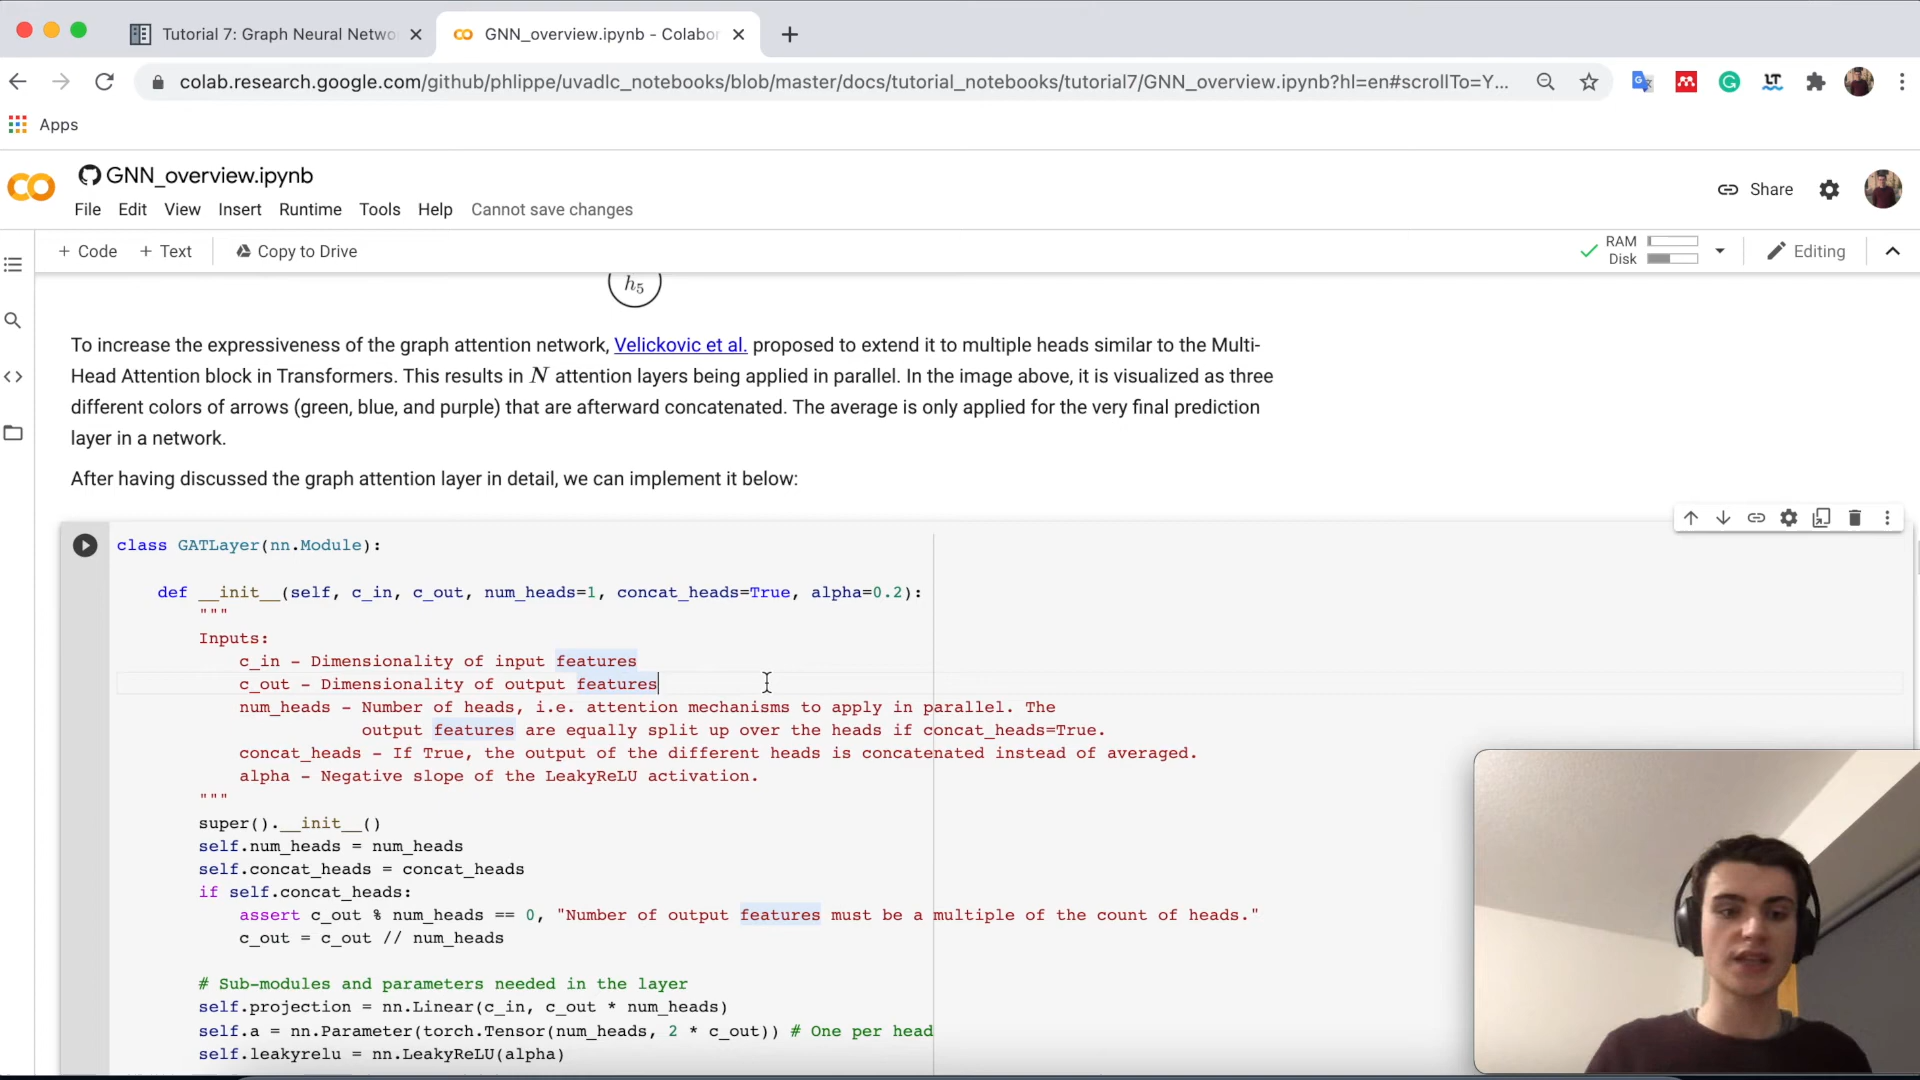 Tutorial 7: Graph Neural Netwo
GNN_overview.ipynb - Colabor
colab.research.google.com/github/phlippe/uvadlc_notebooks/blob/master/docs/tutorial_notebooks/tutorial7/GNN_overview.ipynb?hl=en#scrollTo=Y...
Apps
GNN_overview.ipynb
Share
File Edit View Insert Runtime Tools Help Cannot save changes
+ Code + Text Copy to Drive
RAM
Disk
Editing
h5
To increase the expressiveness of the graph attention network, Velickovic et al. proposed to extend it to multiple heads similar to the Multi-
Head Attention block in Transformers. This results in N attention layers being applied in parallel. In the image above, it is visualized as three
different colors of arrows (green, blue, and purple) that are afterward concatenated. The average is only applied for the very final prediction
layer in a network.
After having discussed the graph attention layer in detail, we can implement it below:
class GATLayer(nn.Module):
def __init__(self, c_in, c_out, num_heads=1, concat_heads=True, alpha=0.2):
"""
Inputs:
c_in - Dimensionality of input features
c_out - Dimensionality of output features
num_heads - Number of heads, i.e. attention mechanisms to apply in parallel. The
output features are equally split up over the heads if concat_heads=True.
concat_heads - If True, the output of the different heads is concatenated instead of averaged.
alpha - Negative slope of the LeakyReLU activation.
"""
super().__init__()
self.num_heads = num_heads
self.concat_heads = concat_heads
if self.concat_heads:
assert c_out % num_heads == 0, "Number of output features must be a multiple of the count of heads."
c_out = c_out // num_heads
# Sub-modules and parameters needed in the layer
self.projection = nn.Linear(c_in, c_out * num_heads)
self.a = nn.Parameter(torch.Tensor(num_heads, 2 * c_out)) # One per head
self.leakyrelu = nn.LeakyReLU(alpha)